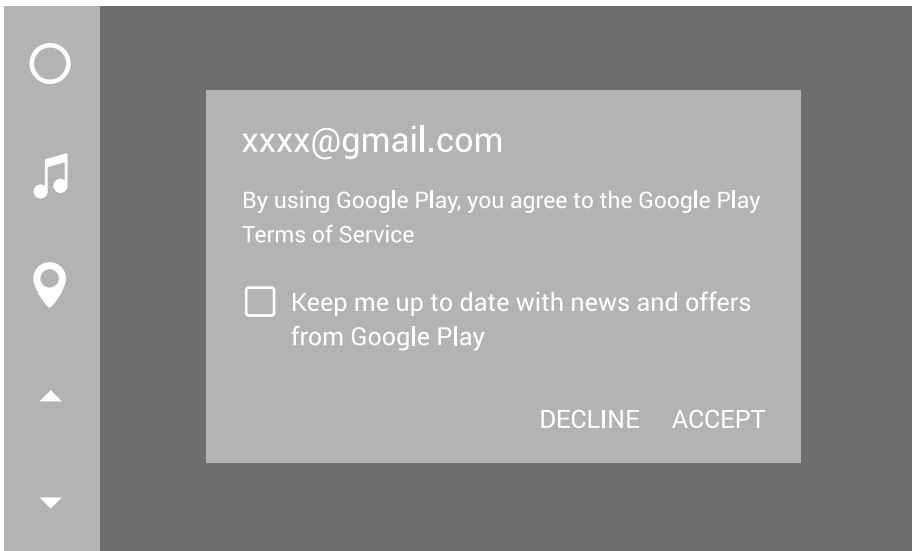 xxxx@gmail.com
By using Google Play, you agree to the Google Play
Terms of Service
Keep me up to date with news and offers
from Google Play
DECLINE ACCEPT